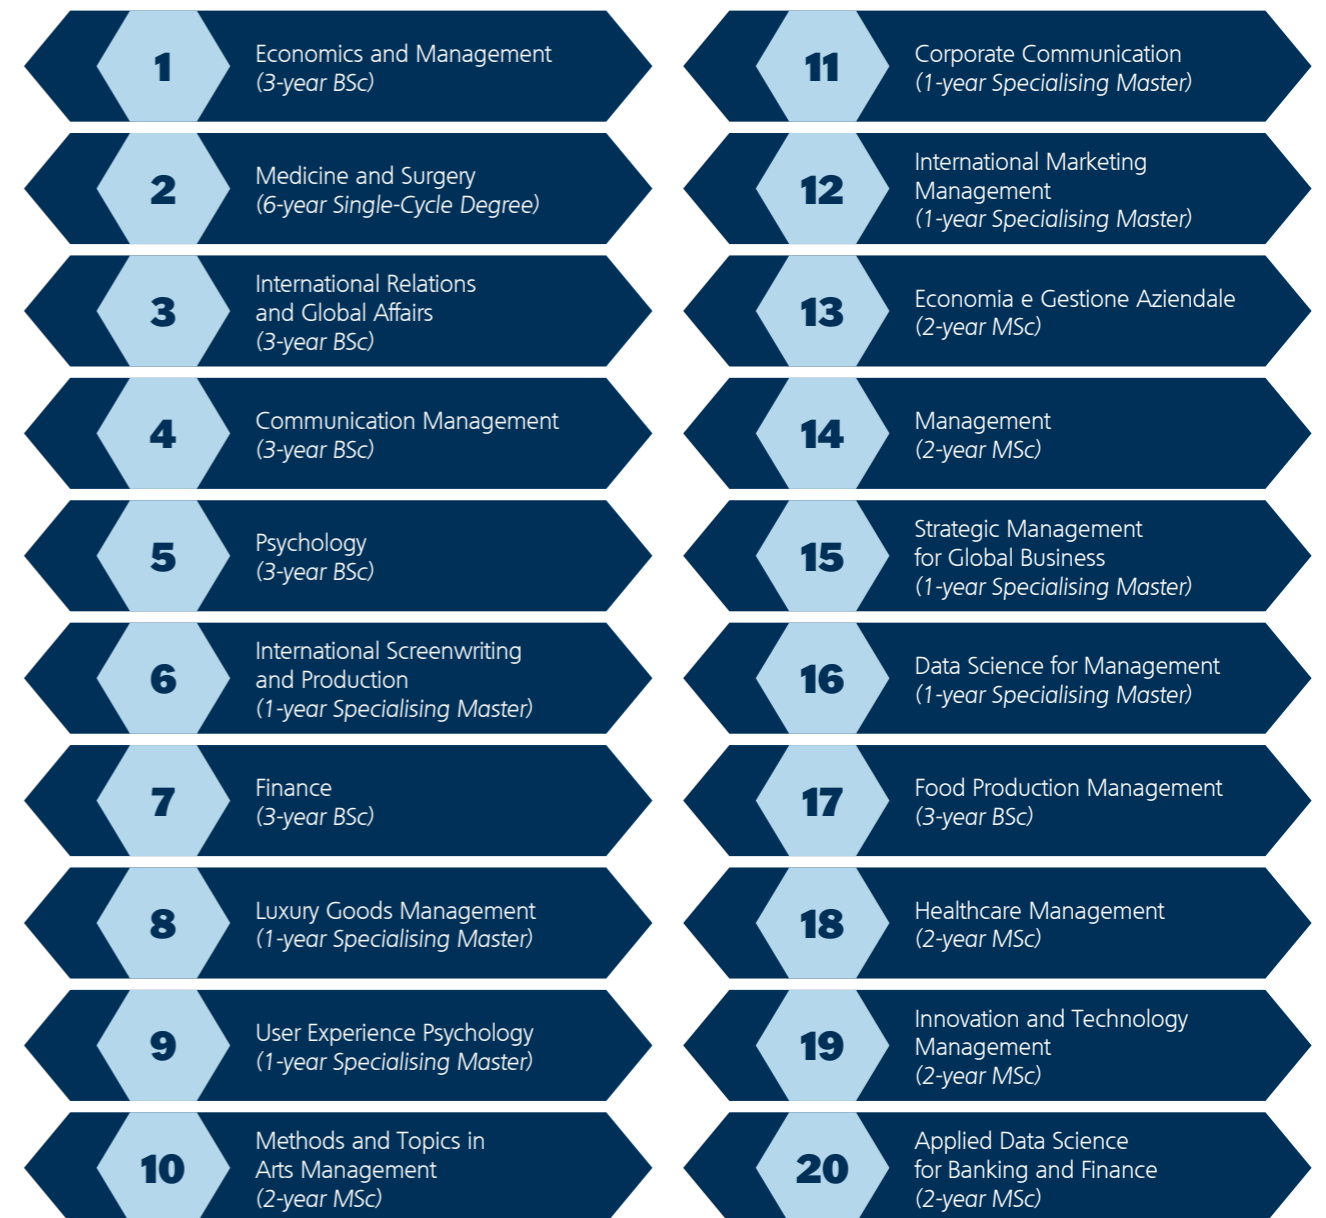 1
Economics and Management
(3-year BSc)
2
Medicine and Surgery
(6-year Single-Cycle Degree)
3
International Relations
and Global Affairs
(3-year BSc)
4
Communication Management
(3-year BSc)
5
Psychology
(3-year BSc)
6
International Screenwriting
and Production
(1-year Specialising Master)
7
Finance
(3-year BSc)
8
Luxury Goods Management
(1-year Specialising Master)
9
User Experience Psychology
(1-year Specialising Master)
10
Methods and Topics in
Arts Management
(2-year MSc)
11
Corporate Communication
(1-year Specialising Master)
12
International Marketing
Management
(1-year Specialising Master)
13
Economia e Gestione Aziendale
(2-year MSc)
14
Management
(2-year MSc)
15
Strategic Management
for Global Business
(1-year Specialising Master)
16
Data Science for Management
(1-year Specialising Master)
17
Food Production Management
(3-year BSc)
18
Healthcare Management
(2-year MSc)
19
Innovation and Technology
Management
(2-year MSc)
20
Applied Data Science
for Banking and Finance
(2-year MSc)